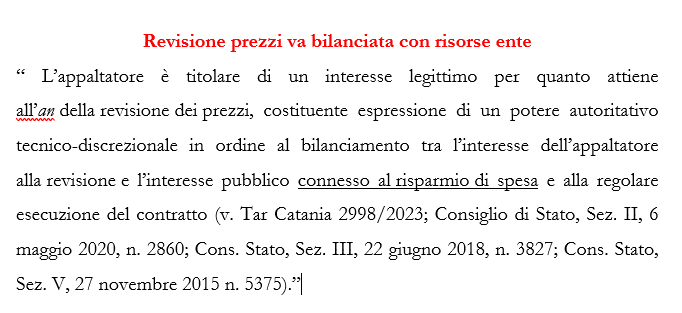 Revisione prezzi va bilanciata con risorse ente
“ L’appaltatore è titolare di un interesse legittimo per quanto attiene
all’an della revisione dei prezzi, costituente espressione di un potere autoritativo
tecnico-discrezionale in ordine al bilanciamento tra l’interesse dell’appaltatore
alla revisione e l’interesse pubblico connesso al risparmio di spesa e alla regolare
esecuzione del contratto (v. Tar Catania 2998/2023; Consiglio di Stato, Sez. II, 6
maggio 2020, n. 2860; Cons. Stato, Sez. III, 22 giugno 2018, n. 3827; Cons. Stato,
Sez. V, 27 novembre 2015 n. 5375).”